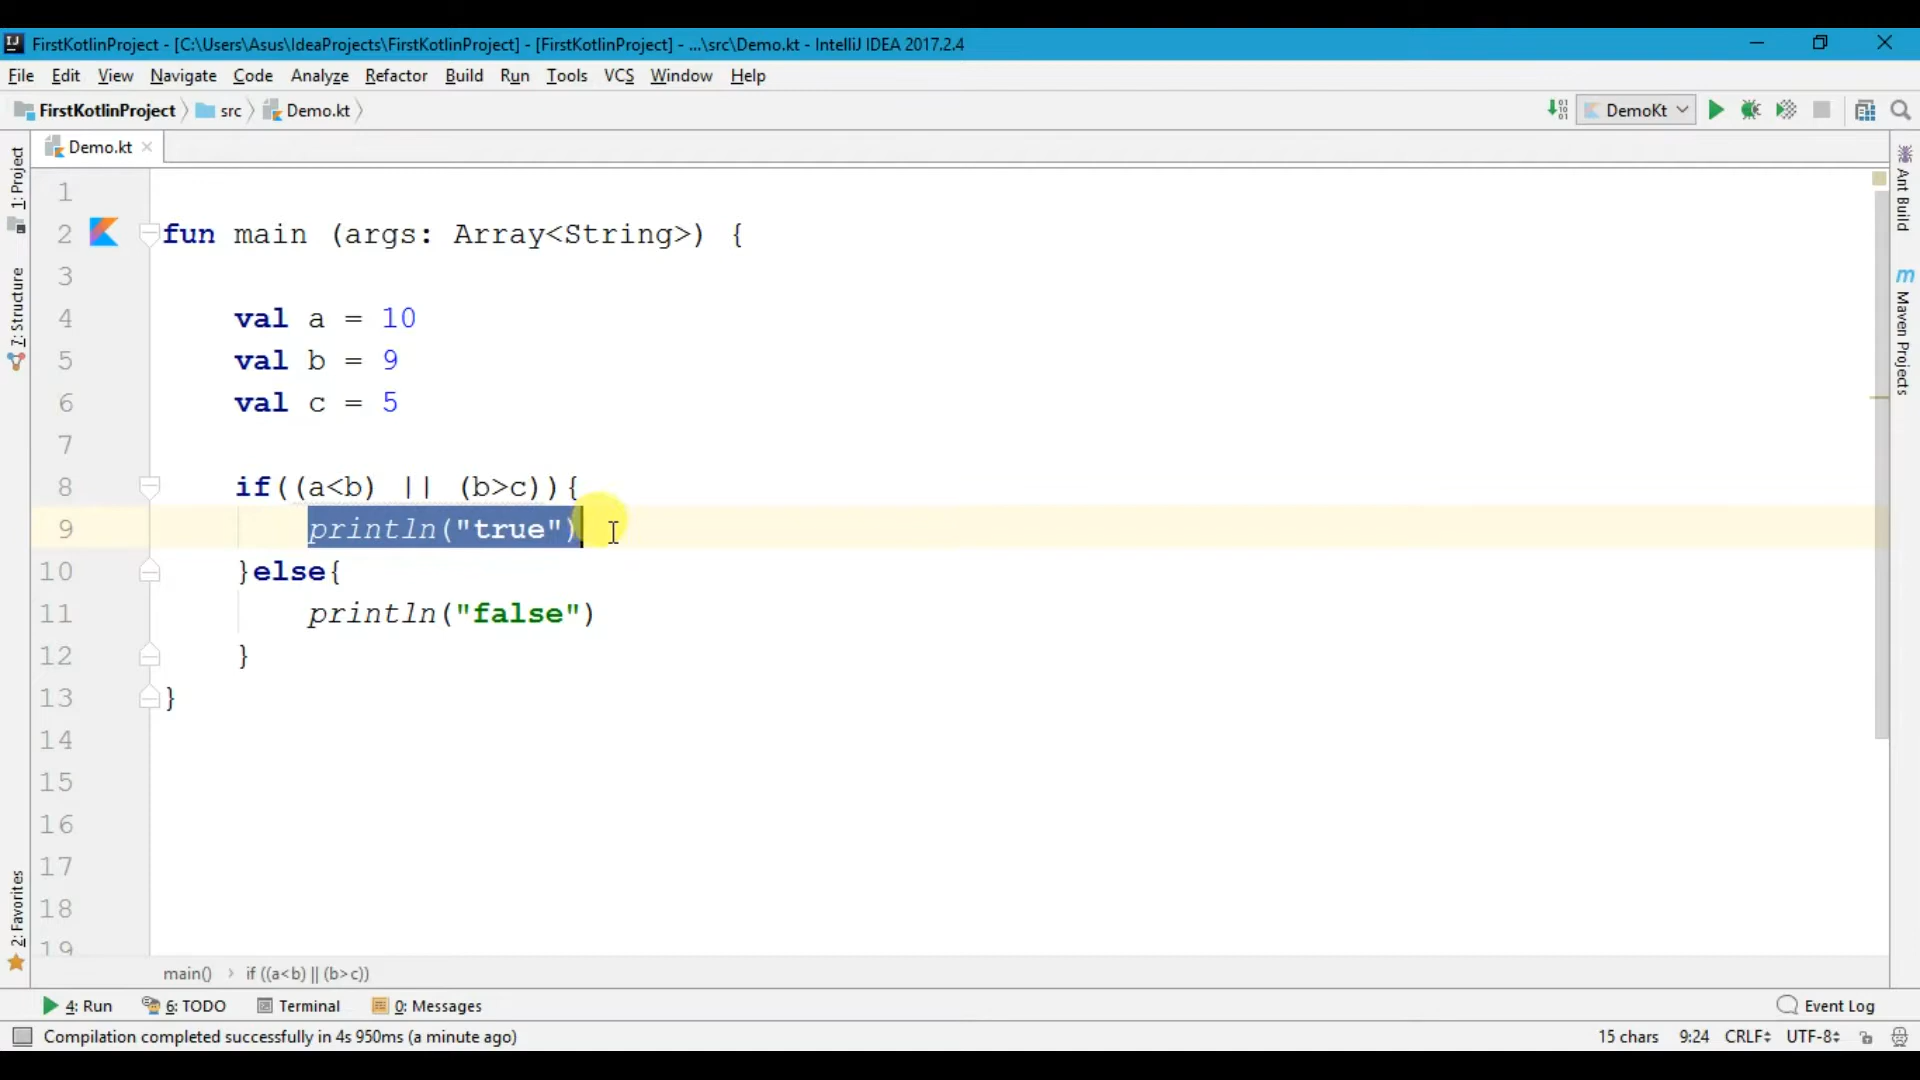 FirstKotlinProject - [C:\Users\Asus\IdeaProjects\FirstKotlinProject] - [FirstKotlinProject] - ...\src\Demo.kt - IntelliJ IDEA 2017.2.4
File Edit View Navigate Code Analyze Refactor Build Run Tools VCS Window Help
FirstKotlinProject src Demo.kt DemoKt
Demo.kt
1: Project
7: Structure
2: Favorites
Ant Build
Maven Projects
1
2 fun main (args: Array<String>) {
3
4 val a = 10
5 val b = 9
6 val c = 5
7
8 if((a<b) || (b>c)){
9 println("true")
10 }else{
11 println("false")
12 }
13 }
14
15
16
17
18
19
main() if ((a<b) || (b>c))
4: Run 6: TODO Terminal 0: Messages Event Log
Compilation completed successfully in 4s 950ms (a minute ago) 15 chars 9:24 CRLF UTF-8